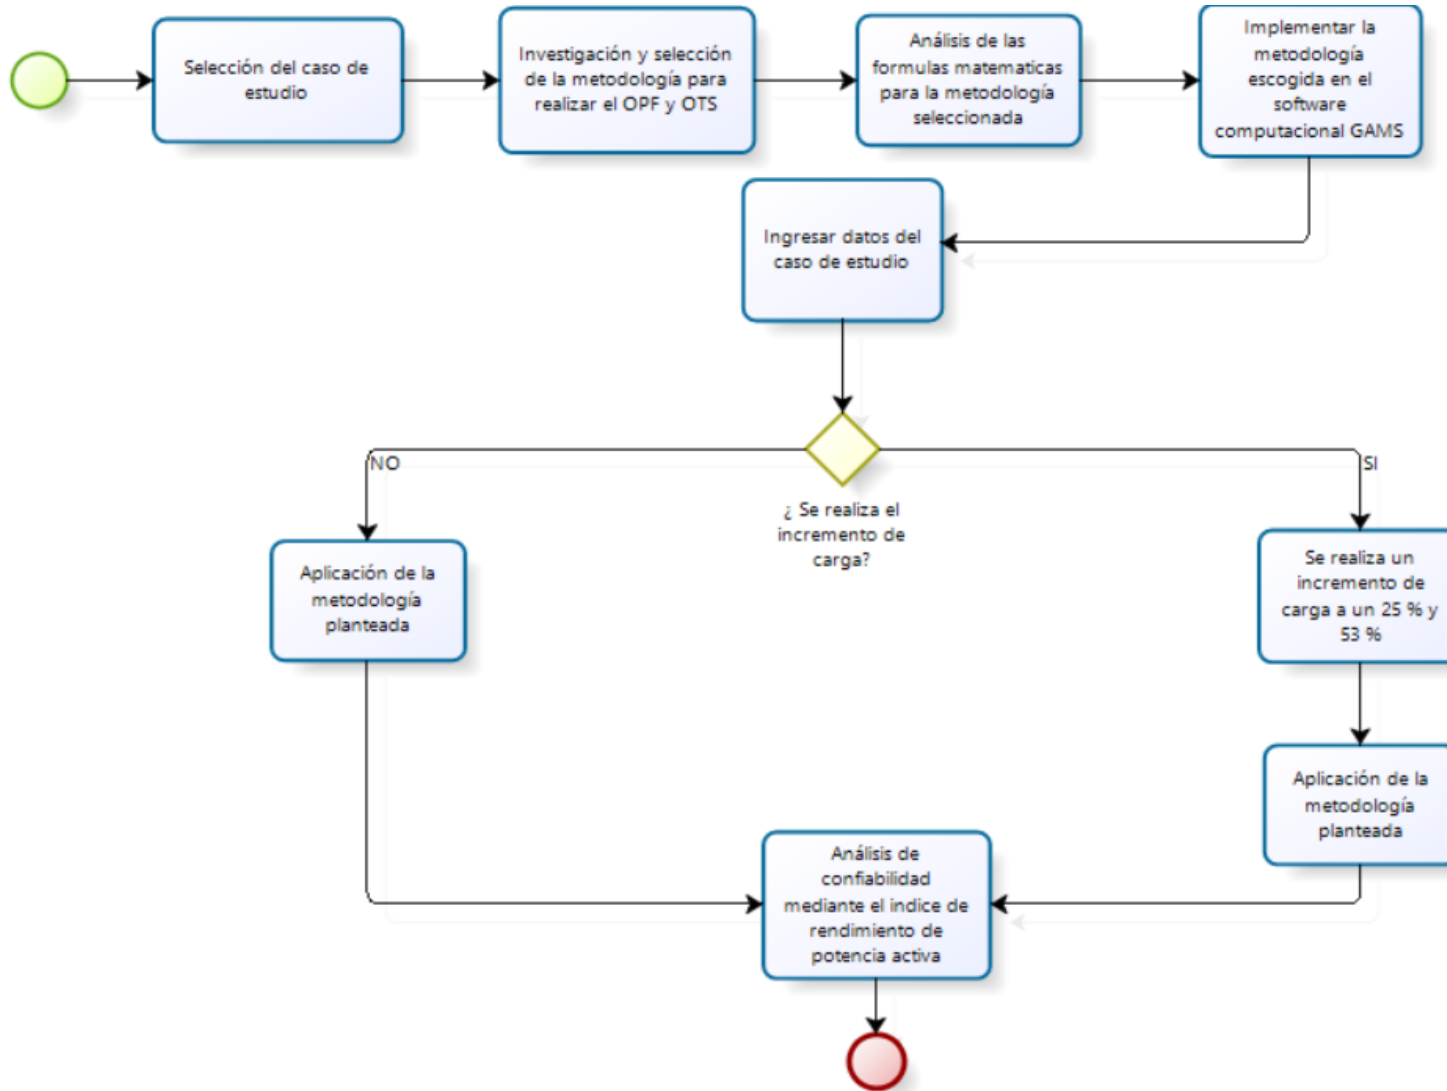 Selección del caso de
estudio
Investigación y selección
de la metodología para
realizar el OPF y OTS
Análisis de las
formulas matematicas
para la metodología
seleccionada
Implementar la
metodología
escogida en el
software
computacional GAMS
Ingresar datos del
caso de estudio
NO
SI
¿ Se realiza el
incremento de
carga?
Aplicación de la
metodología
planteada
Se realiza un
incremento de
carga a un 25 % y
53 %
Aplicación de la
metodología
planteada
Análisis de
confiabilidad
mediante el indice de
rendimiento de
potencia activa